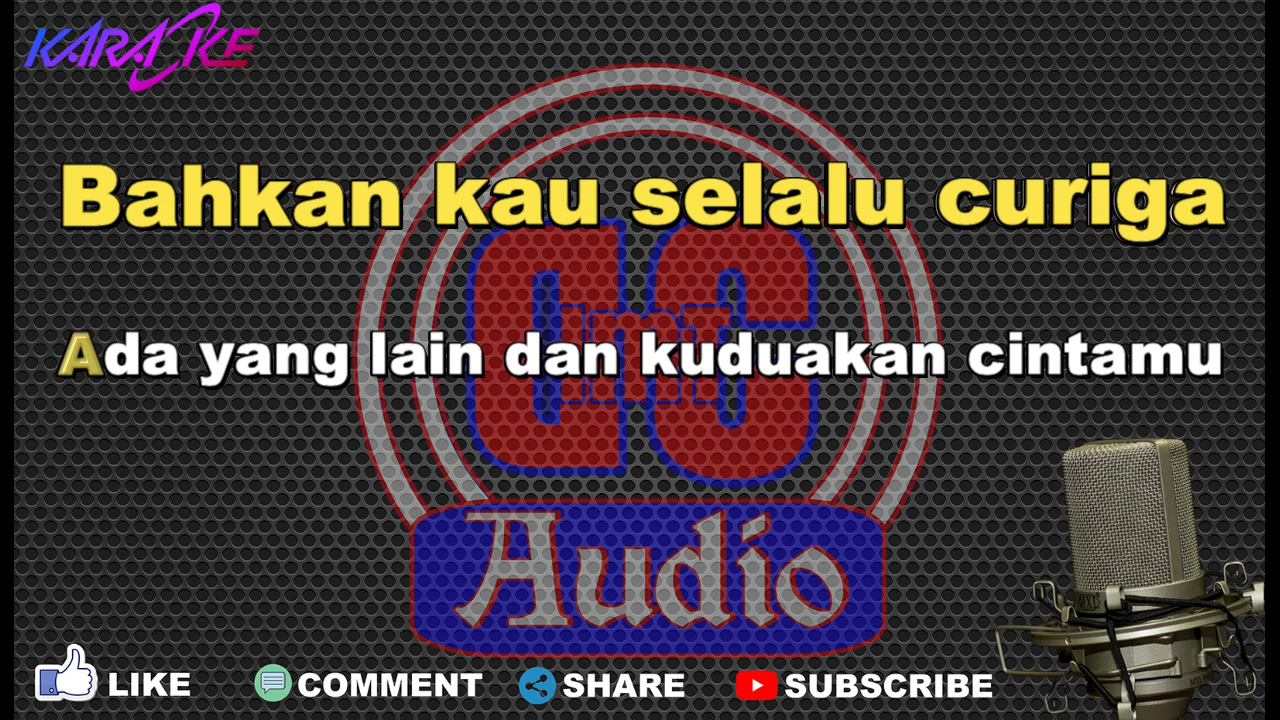 KARAOKE
Bahkan kau selalu curiga
Ada yang lain dan kuduakan cintamu
Audio
LIKE
COMMENT
SHARE
SUBSCRIBE